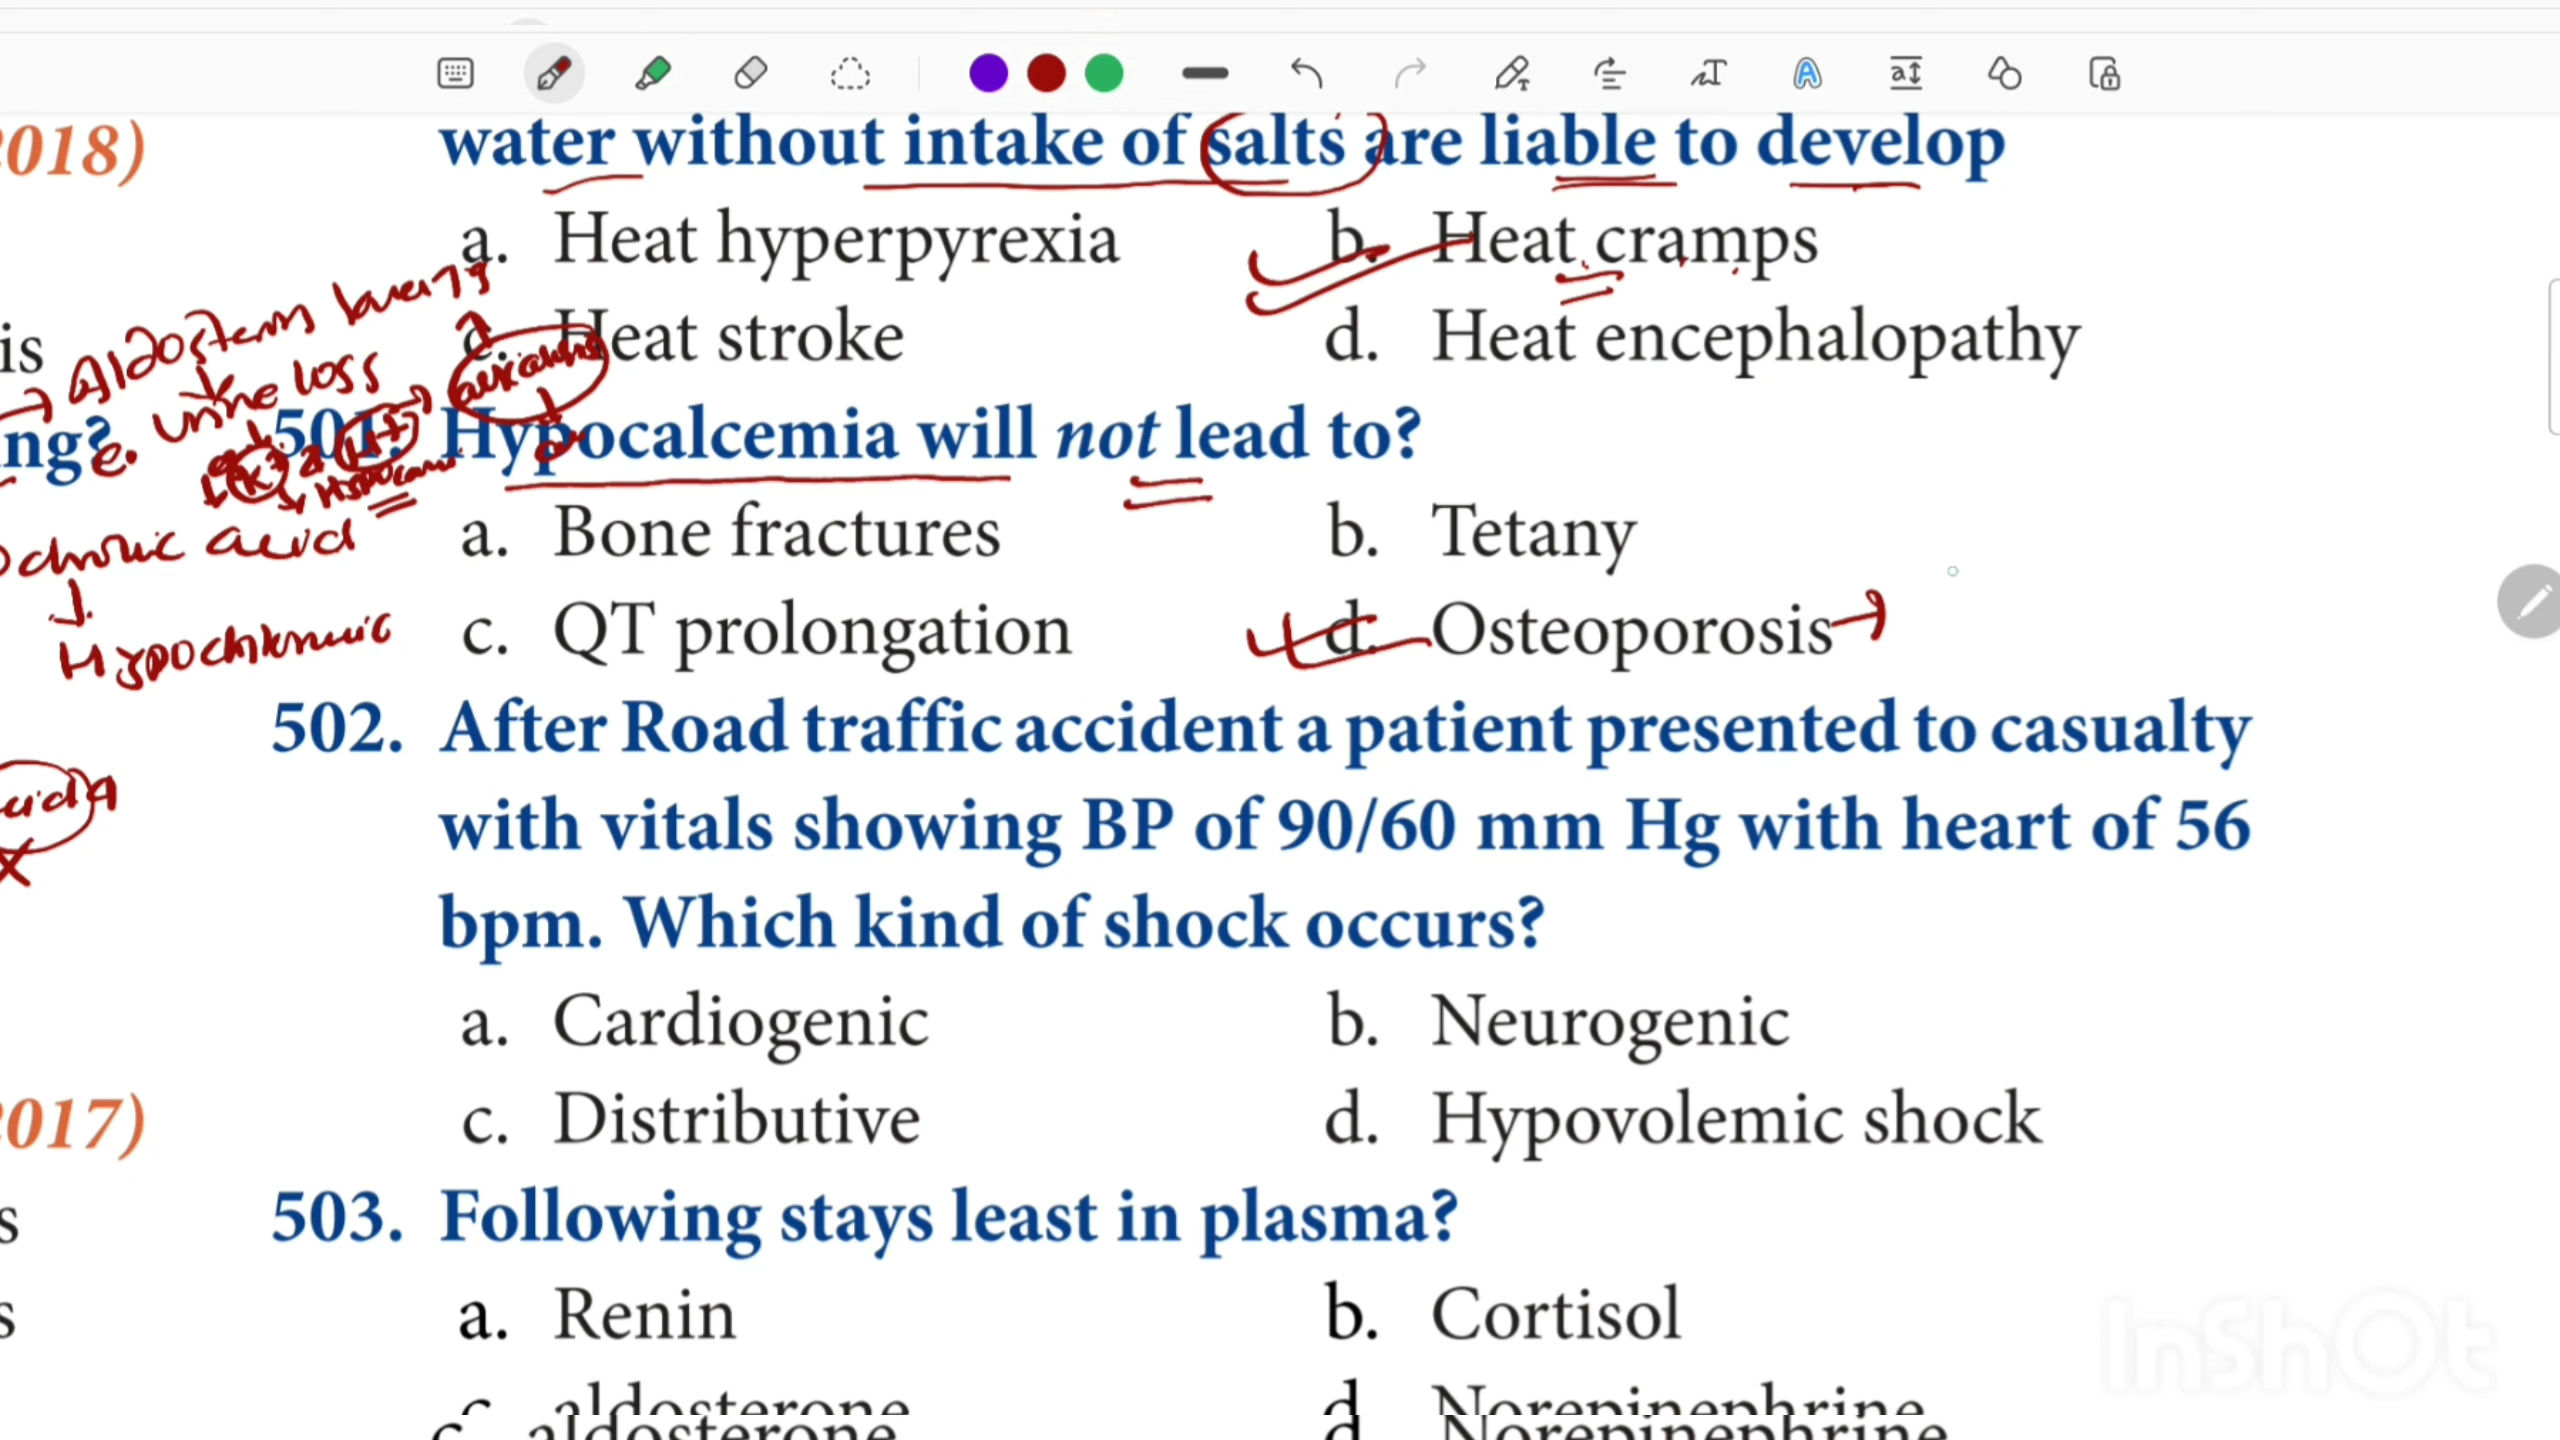 2018)
water without intake of salts are liable to develop
a. Heat hyperpyrexia
b. Heat cramps
c. Heat stroke
d. Heat encephalopathy
is
Aldosterone
urine loss
ng?
501. Hypocalcemia will not lead to?
a. Bone fractures
b. Tetany
c. QT prolongation
d. Osteoporosis
acid
502. After Road traffic accident a patient presented to casualty
with vitals showing BP of 90/60 mm Hg with heart of 56
bpm. Which kind of shock occurs?
a. Cardiogenic
b. Neurogenic
c. Distributive
d. Hypovolemic shock
2017)
503. Following stays least in plasma?
s
a. Renin
b. Cortisol
s
c. aldosterone
d. Norepinephrine
c. aldosterone
d. Norepinephrine
InShOt